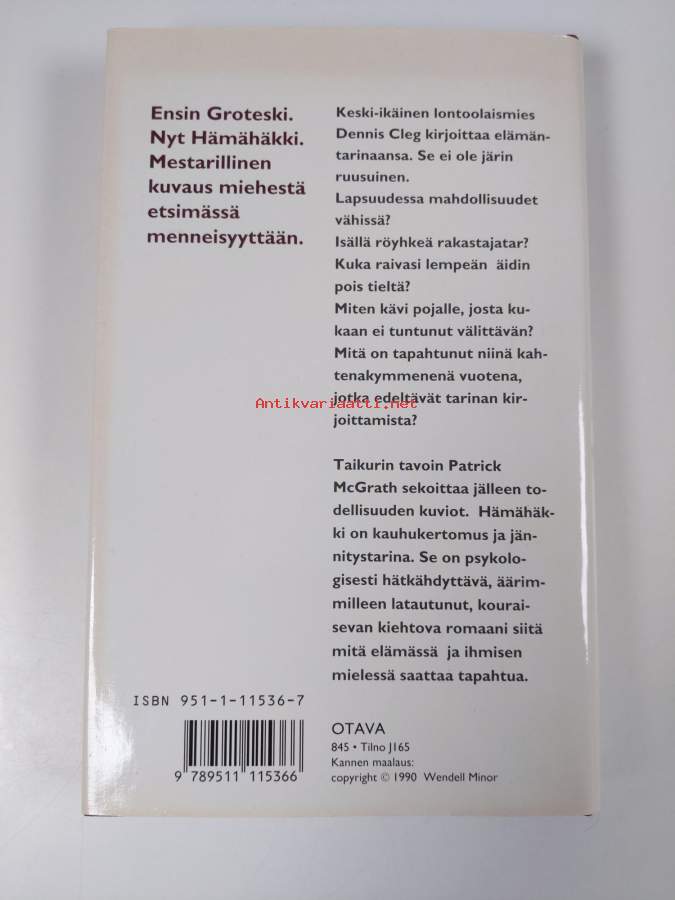 Ensin Groteski.
Nyt Hämähäkki.
Mestarillinen
kuvaus miehestä
etsimässä
menneisyyttään.
Keski-ikäinen lontoolaismies
Dennis Cleg kirjoittaa elämän-
tarinaansa. Se ei ole järin
ruusuinen.
Lapsuudessa mahdollisuudet
vähissä?
Isällä röyhkeä rakastajatar?
Kuka raivasi lempeän äidin
pois tieltä?
Miten kävi pojalle, josta ku-
kaan ei tuntunut välittävän?
Mitä on tapahtunut niinä kah-
tenakymmenenä vuotena,
jotka edeltävät tarinan kir-
joittamista?
Antikvariaatti.net
Taikurin tavoin Patrick
McGrath sekoittaa jälleen to-
dellisuuden kuviot. Hämähäk-
ki on kauhukertomus ja jän-
nitystarina. Se on psykolo-
gisesti hätkähdyttävä, äärim-
milleen latautunut, kourai-
sevan kiehtova romaani siitä
mitä elämässä ja ihmisen
mielessä saattaa tapahtua.
ISBN 951-1-11536-7
9 789511 115366
OTAVA
845 • Tilno J165
Kannen maalaus:
copyright © 1990 Wendell Minor